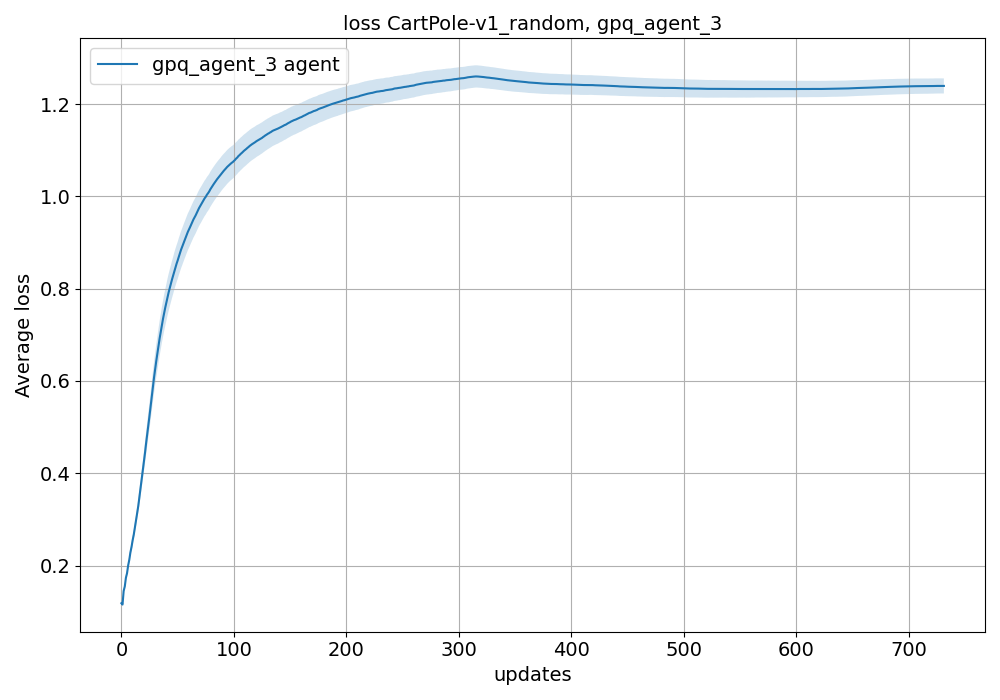 loss CartPole-v1_random, gpq_agent_3
gpq_agent_3 agent
Average loss
1.2
1.0
0.8
0.6
0.4
0.2
0 100 200 300 400 500 600 700
updates